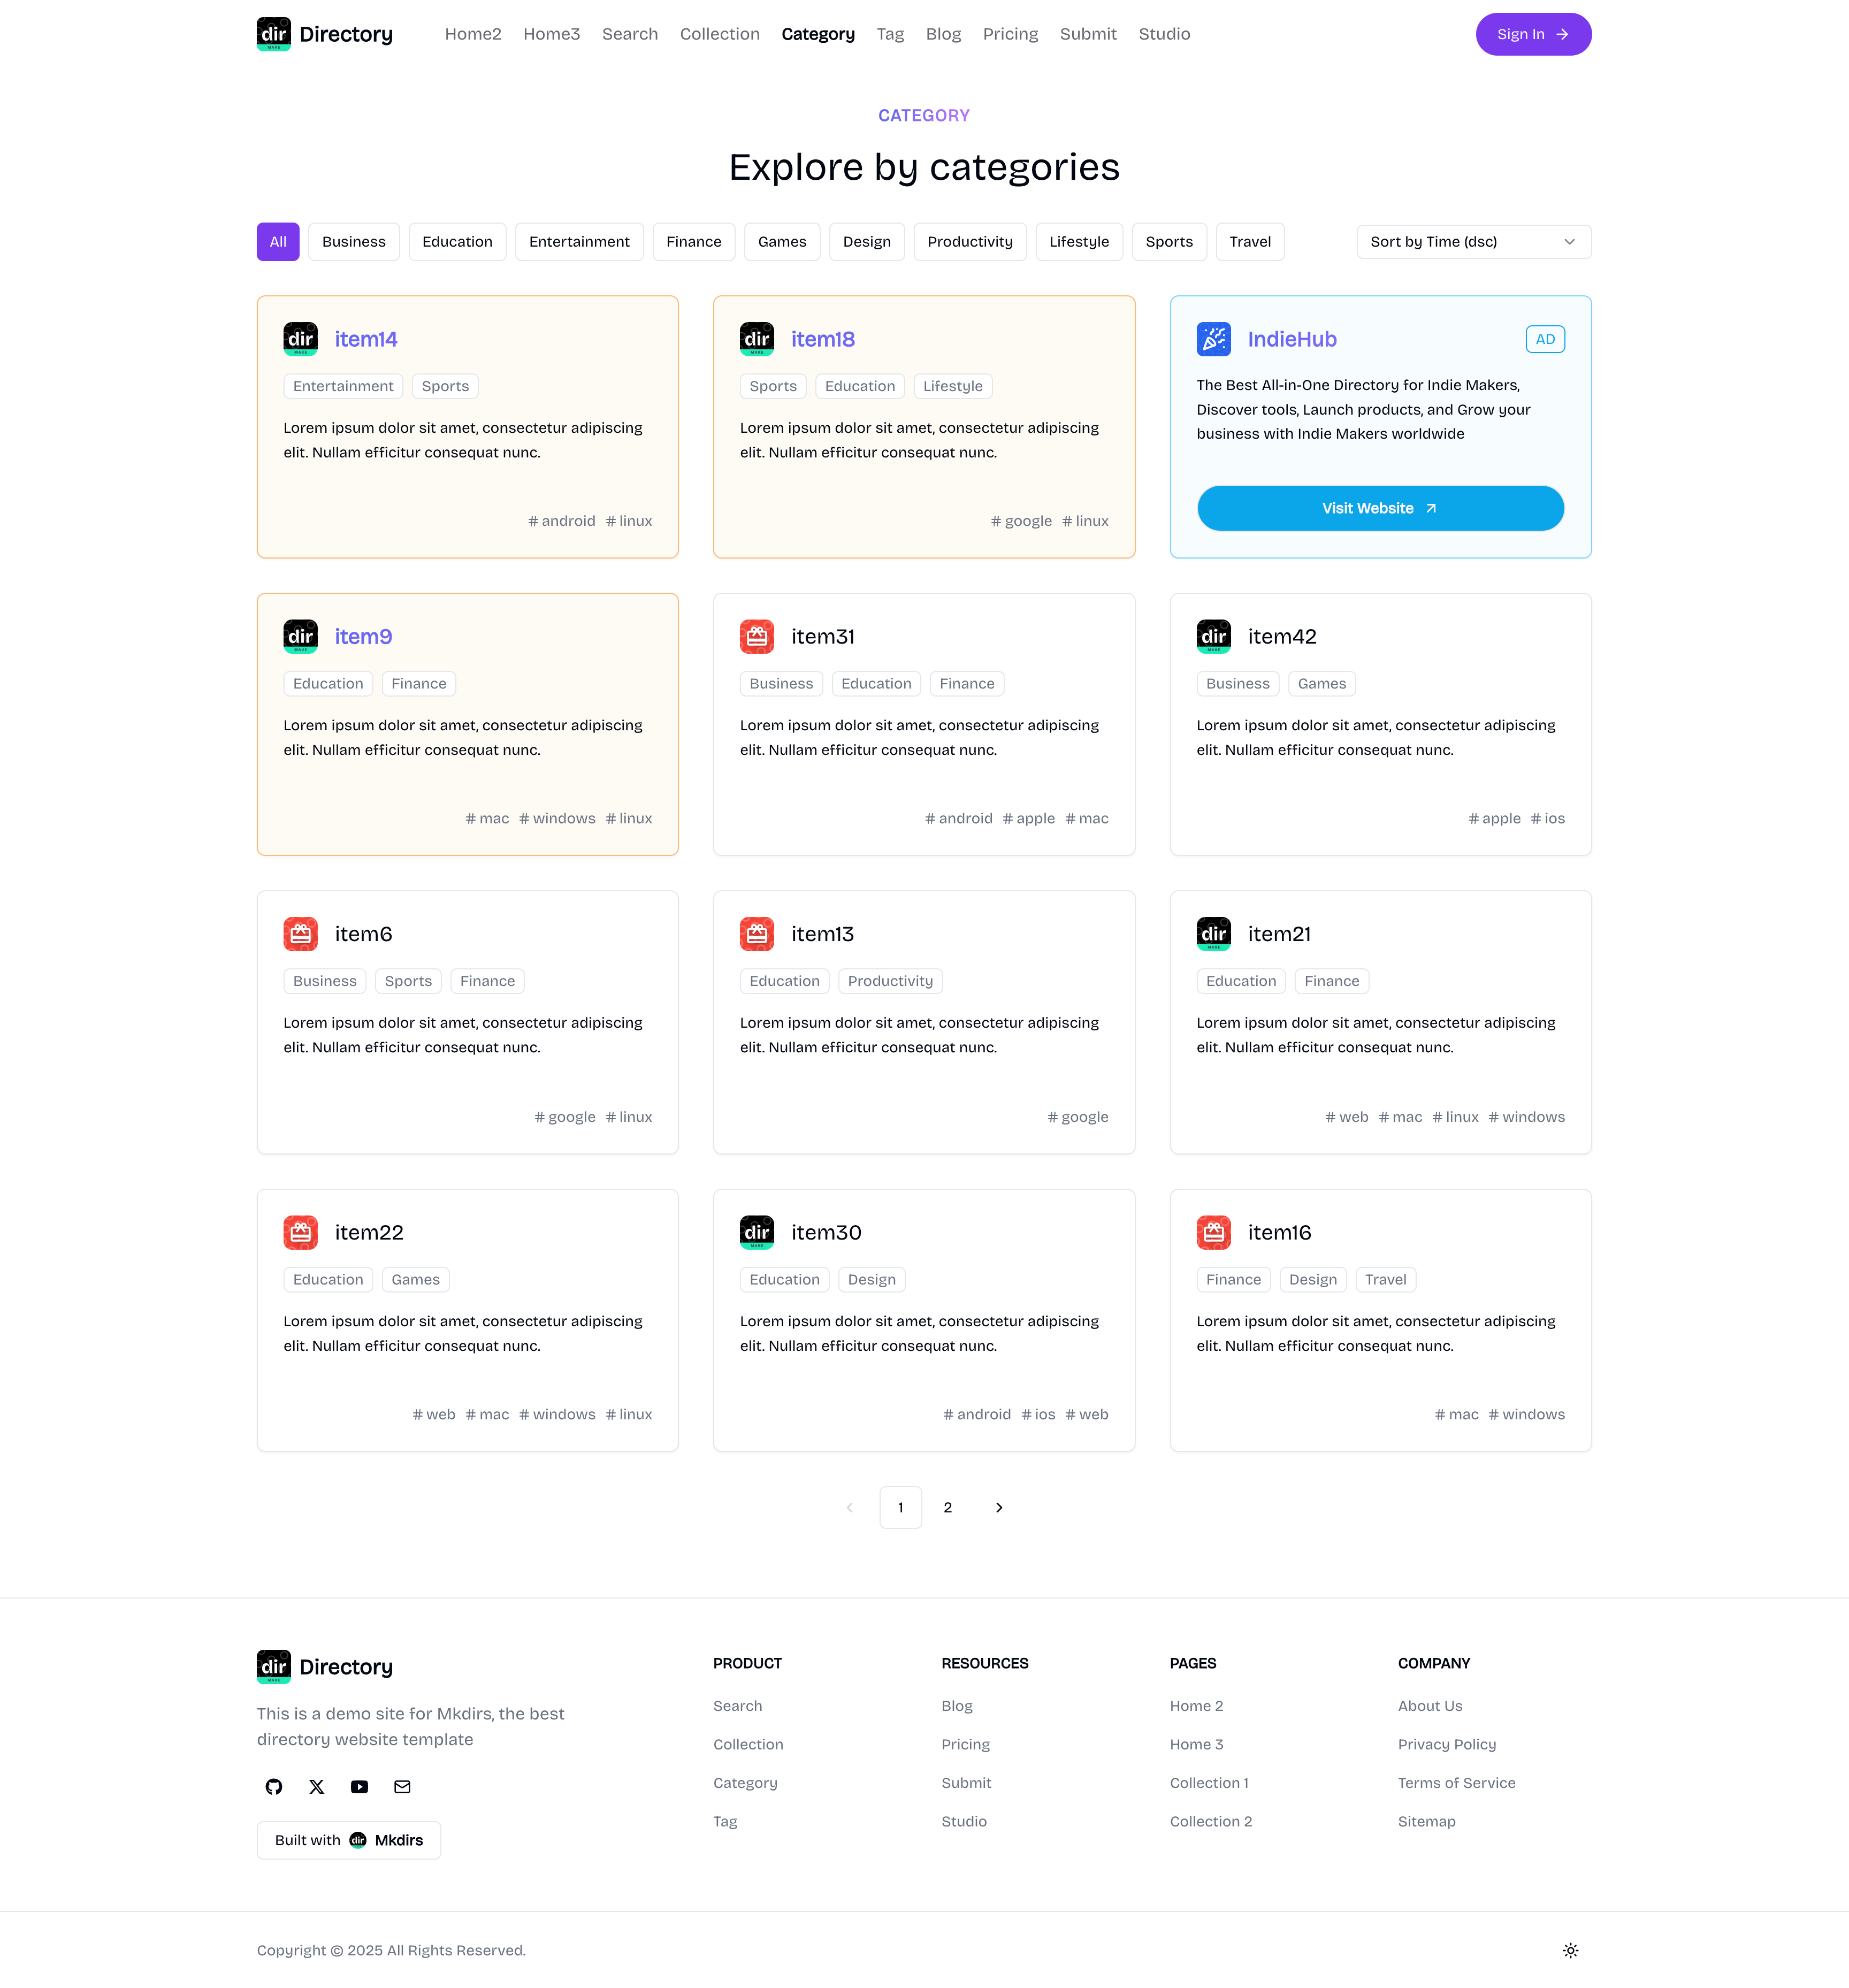 dir MAKE Directory Home2 Home3 Search Collection Category Tag Blog Pricing Submit Studio Sign In
CATEGORY
Explore by categories
All Business Education Entertainment Finance Games Design Productivity Lifestyle Sports Travel Sort by Time (dsc)
dir MAKE item14
Entertainment Sports
Lorem ipsum dolor sit amet, consectetur adipiscing
elit. Nullam efficitur consequat nunc.
# android # linux
dir MAKE item18
Sports Education Lifestyle
Lorem ipsum dolor sit amet, consectetur adipiscing
elit. Nullam efficitur consequat nunc.
# google # linux
IndieHub AD
The Best All-in-One Directory for Indie Makers,
Discover tools, Launch products, and Grow your
business with Indie Makers worldwide
Visit Website
dir MAKE item9
Education Finance
Lorem ipsum dolor sit amet, consectetur adipiscing
elit. Nullam efficitur consequat nunc.
# mac # windows # linux
item31
Business Education Finance
Lorem ipsum dolor sit amet, consectetur adipiscing
elit. Nullam efficitur consequat nunc.
# android # apple # mac
dir MAKE item42
Business Games
Lorem ipsum dolor sit amet, consectetur adipiscing
elit. Nullam efficitur consequat nunc.
# apple # ios
item6
Business Sports Finance
Lorem ipsum dolor sit amet, consectetur adipiscing
elit. Nullam efficitur consequat nunc.
# google # linux
item13
Education Productivity
Lorem ipsum dolor sit amet, consectetur adipiscing
elit. Nullam efficitur consequat nunc.
# google
dir MAKE item21
Education Finance
Lorem ipsum dolor sit amet, consectetur adipiscing
elit. Nullam efficitur consequat nunc.
# web # mac # linux # windows
item22
Education Games
Lorem ipsum dolor sit amet, consectetur adipiscing
elit. Nullam efficitur consequat nunc.
# web # mac # windows # linux
dir MAKE item30
Education Design
Lorem ipsum dolor sit amet, consectetur adipiscing
elit. Nullam efficitur consequat nunc.
# android # ios # web
item16
Finance Design Travel
Lorem ipsum dolor sit amet, consectetur adipiscing
elit. Nullam efficitur consequat nunc.
# mac # windows
1 2
dir MAKE Directory
This is a demo site for Mkdirs, the best
directory website template
Built with dir Mkdirs
PRODUCT
Search
Collection
Category
Tag
RESOURCES
Blog
Pricing
Submit
Studio
PAGES
Home 2
Home 3
Collection 1
Collection 2
COMPANY
About Us
Privacy Policy
Terms of Service
Sitemap
Copyright © 2025 All Rights Reserved.